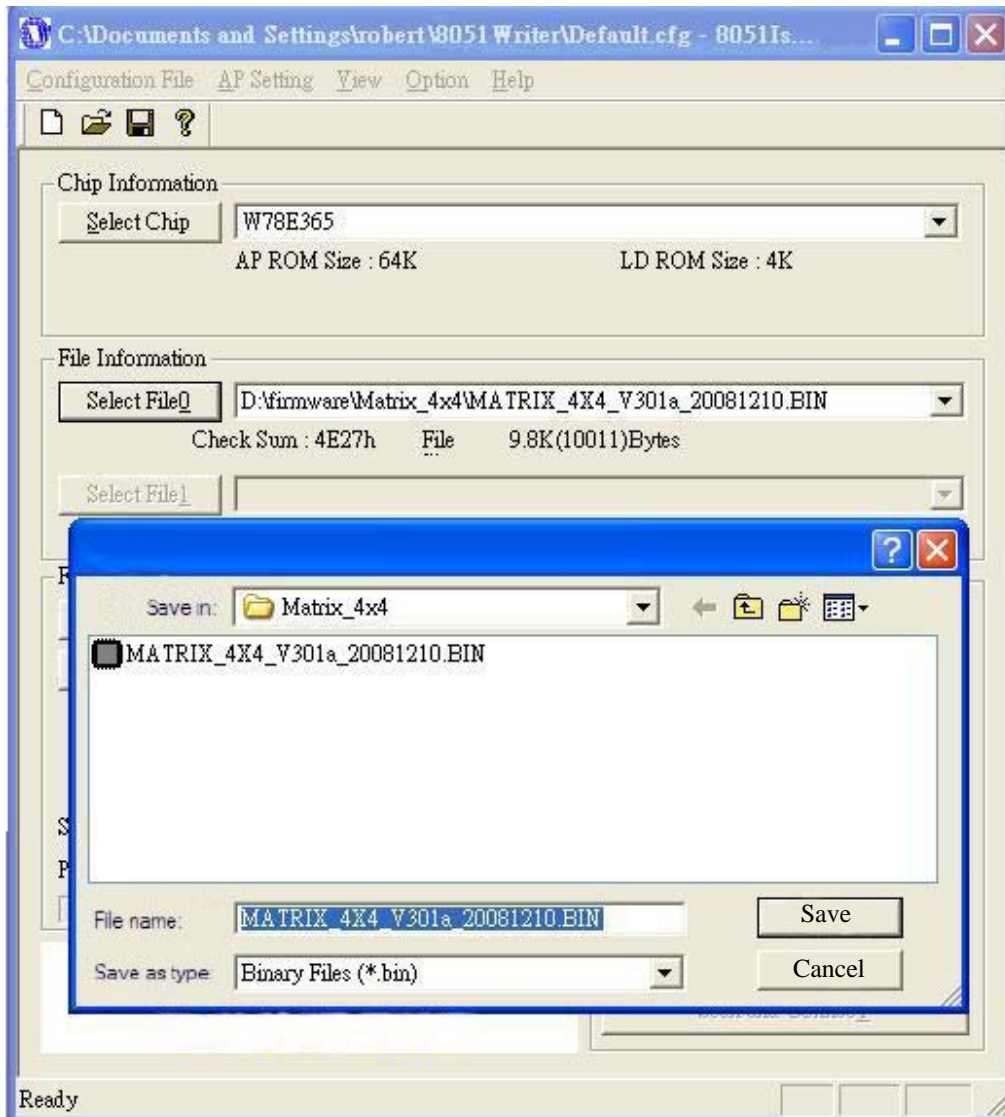 C:\Documents and Settings\robert\8051 Writer\Default.cfg - 8051Is....
Configuration File AP Setting View Option Help
Chip Information
Select Chip W78E365
AP ROM Size : 64K LD ROM Size : 4K
File Information
Select File0 D:\firmware\Matrix_4x4\MATRIX_4X4_V301a_20081210.BIN
Check Sum : 4E27h File 9.8K(10011)Bytes
Select File1
F
Save in: Matrix_4x4
MATRIX_4X4_V301a_20081210.BIN
S
P
File name: MATRIX_4X4_V301a_20081210.BIN Save
Save as type: Binary Files (*.bin) Cancel
Ready